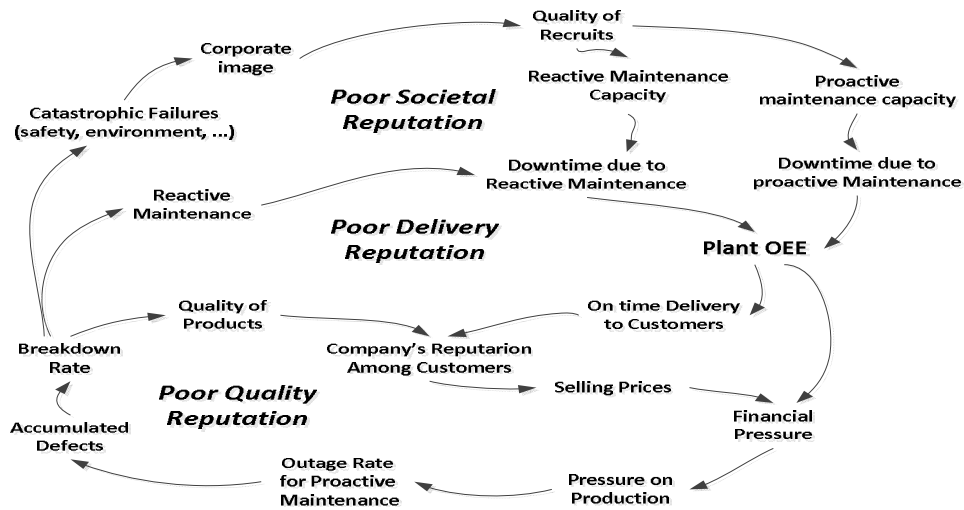 Quality of
Recruits
Corporate
image
Reactive Maintenance
Capacity
Proactive
maintenance capacity
Poor Societal
Reputation
Catastrophic Failures
(safety, environment, ...)
Downtime due to
Reactive Maintenance
Downtime due to
proactive Maintenance
Reactive
Maintenance
Poor Delivery
Reputation
Plant OEE
Quality of
Products
On time Delivery
to Customers
Breakdown
Rate
Company's Reputarion
Among Customers
Selling Prices
Poor Quality
Reputation
Financial
Pressure
Accumulated
Defects
Outage Rate
for Proactive
Maintenance
Pressure on
Production